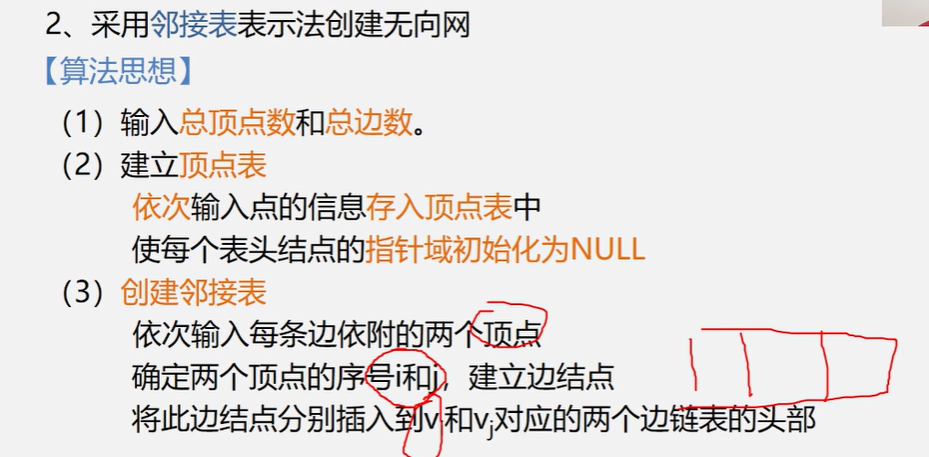 2、采用邻接表表示法创建无向网
【算法思想】
（1）输入总顶点数和总边数。
（2）建立顶点表
依次输入点的信息存入顶点表中
使每个表头结点的指针域初始化为NULL
（3）创建邻接表
依次输入每条边依附的两个顶点
确定两个顶点的序号i和j，建立边结点
将此边结点分别插入到vi和vj对应的两个边链表的头部